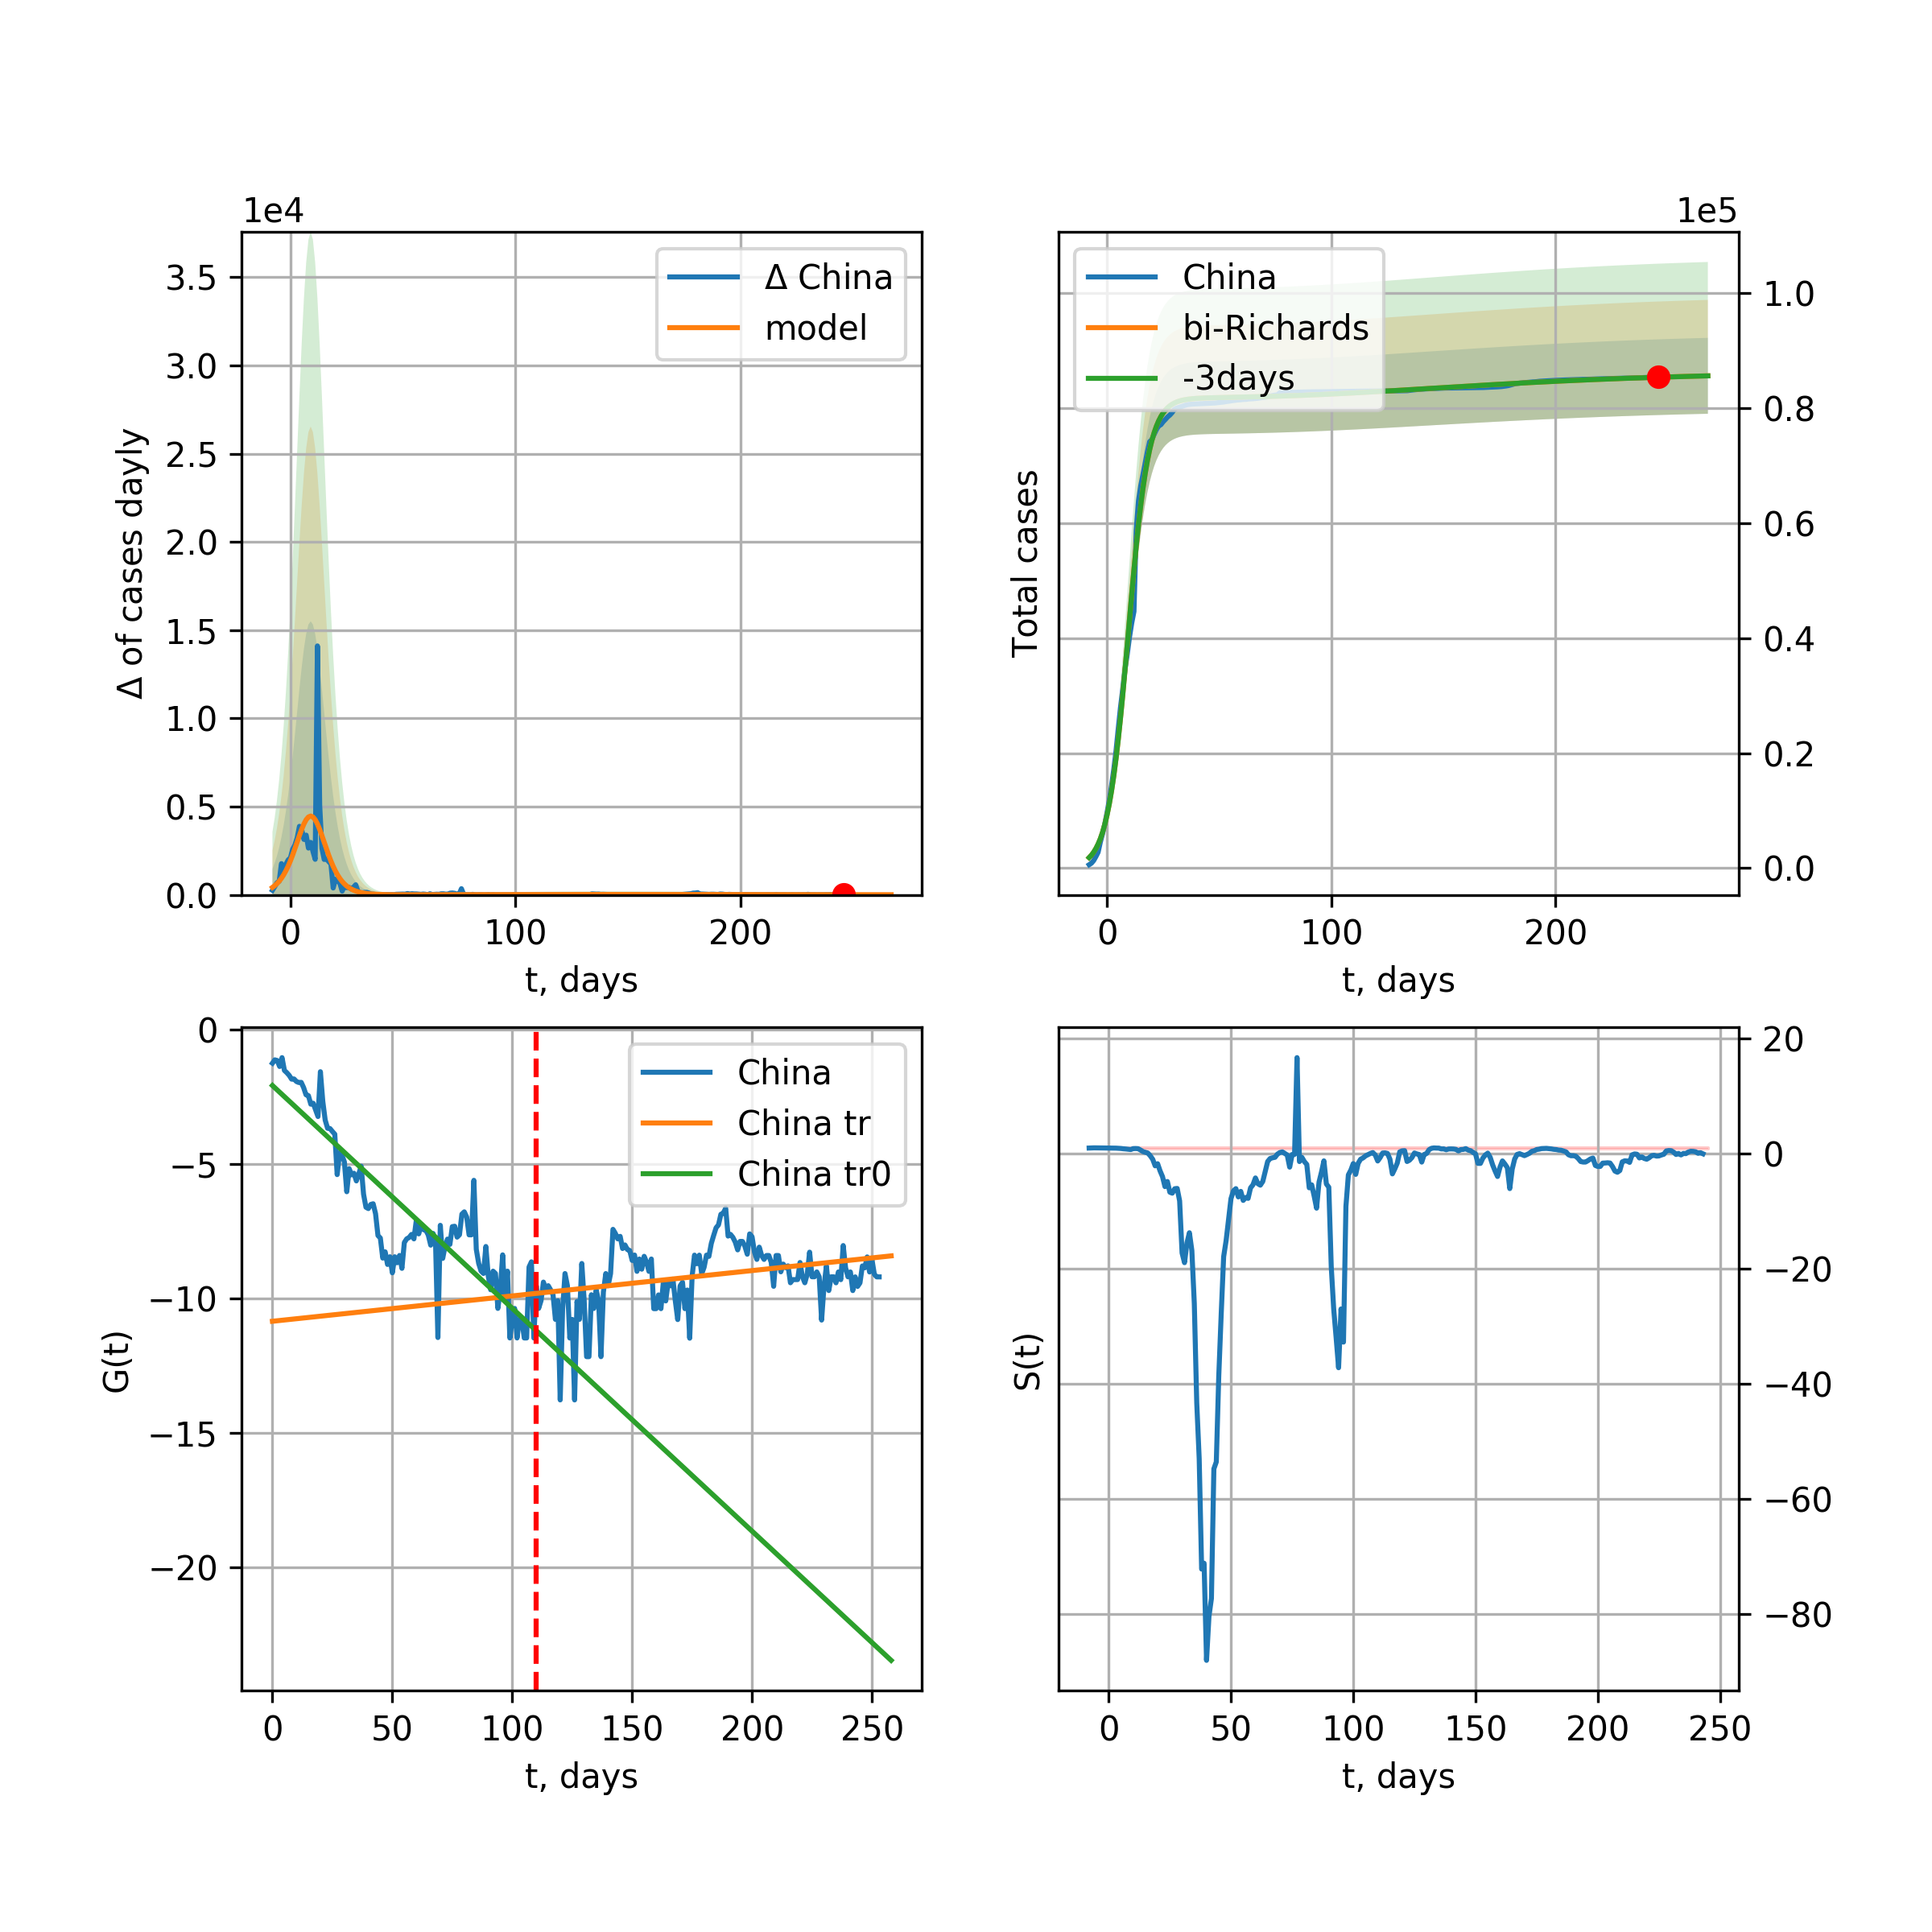 1e4
3.5
3.0
2.5
2.0
1.5
1.0
0.5
0.0
Δ of cases dayly
0 100 200
t, days
Δ China
model
1e5
1.0
0.8
0.6
0.4
0.2
0.0
Total cases
0 100 200
t, days
China
bi-Richards
-3days
0
−5
−10
−15
−20
G(t)
0 50 100 150 200 250
t, days
China
China tr
China tr0
20
0
−20
−40
−60
−80
S(t)
0 50 100 150 200 250
t, days